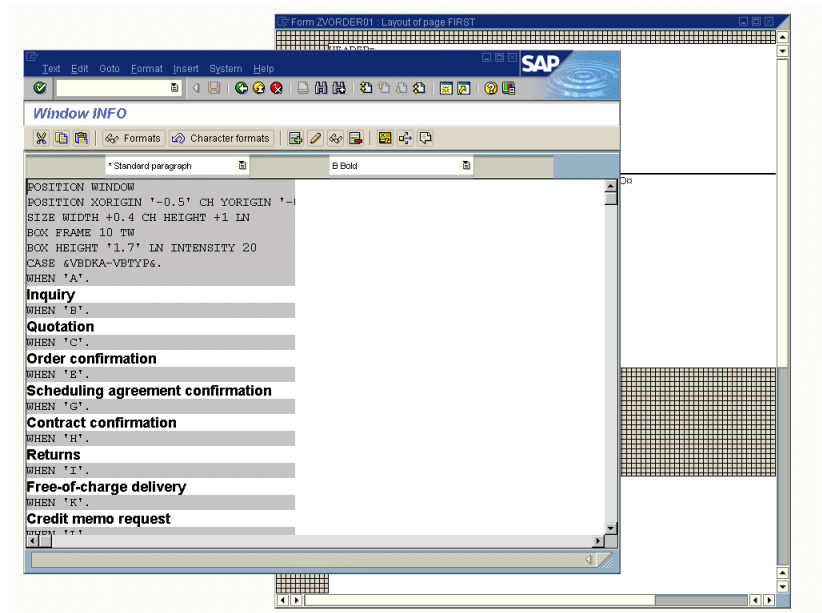 Form ZVORDER01 : Layout of page FIRST
Text Edit Goto Format Insert System Help
SAP
Window INFO
Formats Character formats
* Standard paragraph B Bold
POSITION WINDOW
POSITION XORIGIN '-0.5' CH YORIGIN '-
SIZE WIDTH +0.4 CH HEIGHT +1 LN
BOX FRAME 10 TW
BOX HEIGHT '1.7' LN INTENSITY 20
CASE &VBDKA-VBTYP&.
WHEN 'A'.
Inquiry
WHEN 'B'.
Quotation
WHEN 'C'.
Order confirmation
WHEN 'E'.
Scheduling agreement confirmation
WHEN 'G'.
Contract confirmation
WHEN 'H'.
Returns
WHEN 'I'.
Free-of-charge delivery
WHEN 'K'.
Credit memo request